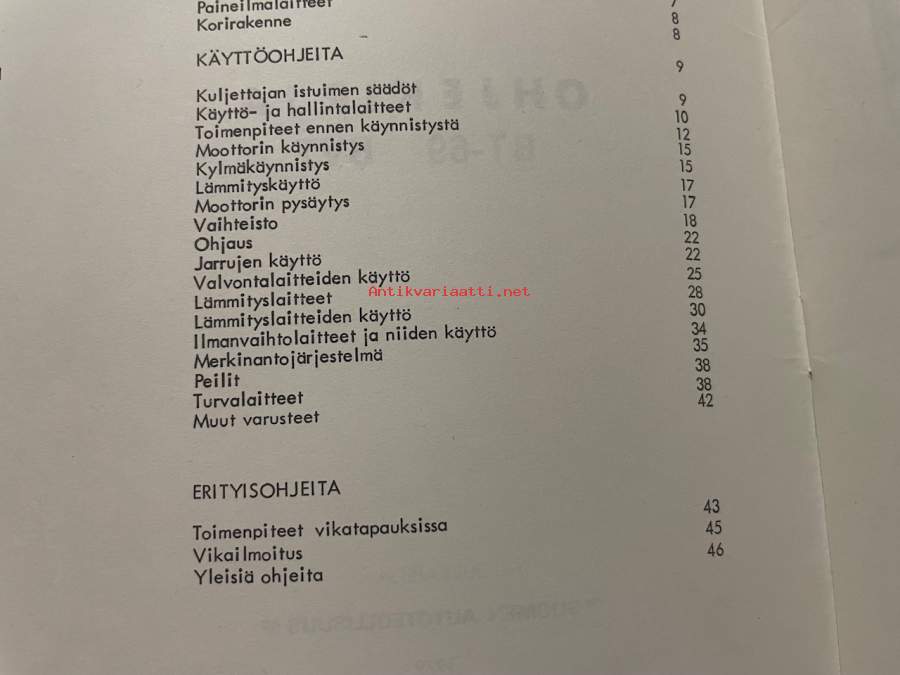 7
Paineilmalaitteet 8
Korirakenne 8
KÄYTTÖOHJEITA 9
Kuljettajan istuimen säädöt 9
Käyttö- ja hallintalaitteet 10
Toimenpiteet ennen käynnistystä 12
Moottorin käynnistys 15
Kylmäkäynnistys 15
Lämmityskäyttö 17
Moottorin pysäytys 17
Vaihteisto 18
Ohjaus 22
Jarrujen käyttö 22
Valvontalaitteiden käyttö 25
Antikvariaatti.net
Lämmityslaitteet 28
Lämmityslaitteiden käyttö 30
Ilmanvaihtolaitteet ja niiden käyttö 34
Merkinantojärjestelmä 35
Peilit 38
Turvalaitteet 38
Muut varusteet 42
ERITYISOHJEITA
Toimenpiteet vikatapauksissa 43
Vikailmoitus 45
Yleisiä ohjeita 46